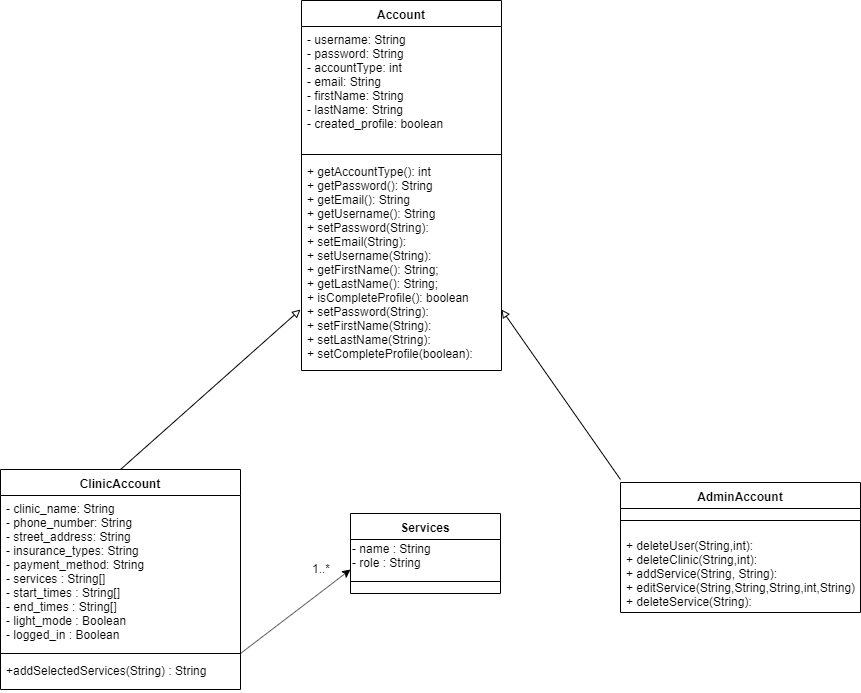 Account
- username: String
- password: String
- accountType: int
- email: String
- firstName: String
- lastName: String
- created_profile: boolean
+ getAccountType(): int
+ getPassword(): String
+ getEmail(): String
+ getUsername(): String
+ setPassword(String):
+ setEmail(String):
+ setUsername(String):
+ getFirstName(): String;
+ getLastName(): String;
+ isCompleteProfile(): boolean
+ setPassword(String):
+ setFirstName(String):
+ setLastName(String):
+ setCompleteProfile(boolean):
ClinicAccount
- clinic_name: String
- phone_number: String
- street_address: String
- insurance_types: String
- payment_method: String
- services : String[]
- start_times : String[]
- end_times : String[]
- light_mode : Boolean
- logged_in : Boolean
+addSelectedServices(String) : String
1..*
Services
- name : String
- role : String
AdminAccount
+ deleteUser(String,int):
+ deleteClinic(String,int):
+ addService(String, String):
+ editService(String,String,String,int,String)
+ deleteService(String):